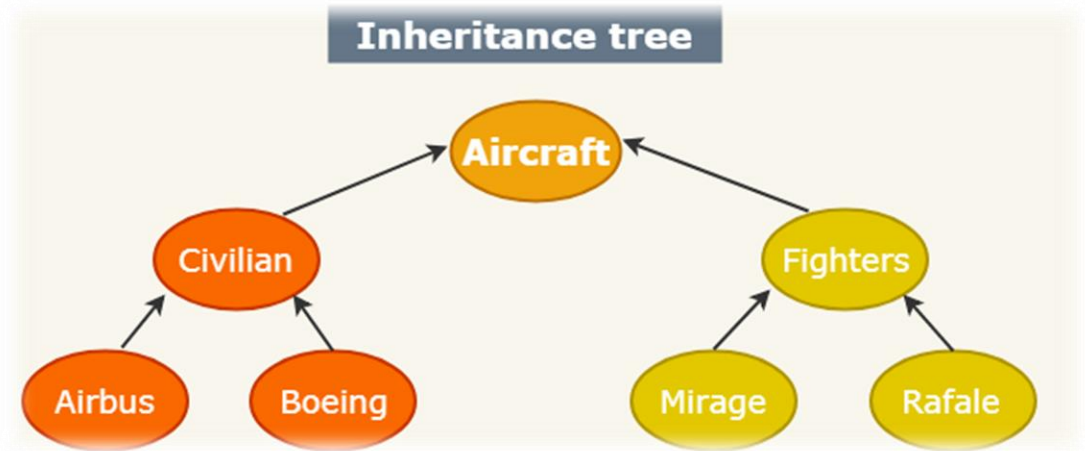 Inheritance tree
Aircraft
Civilian
Fighters
Airbus
Boeing
Mirage
Rafale